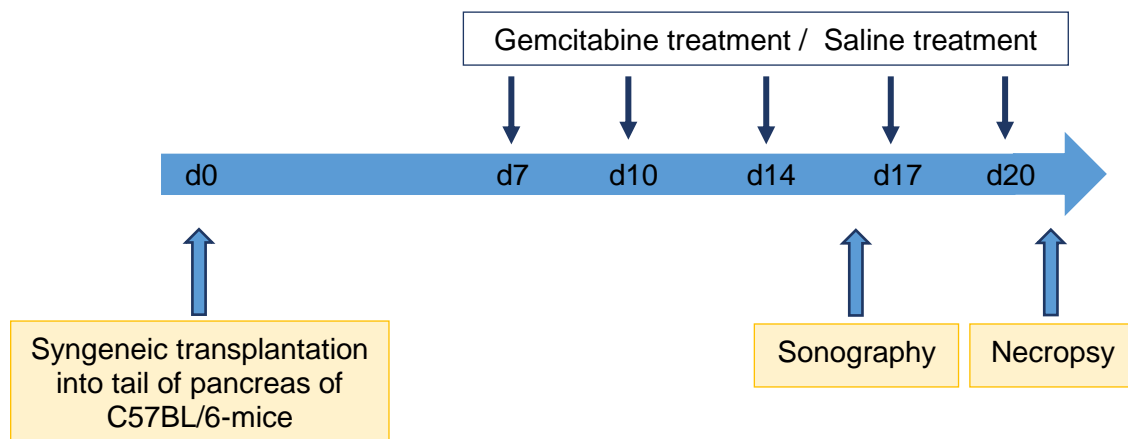 Gemcitabine treatment / Saline treatment
d0 d7 d10 d14 d17 d20
Syngeneic transplantation
into tail of pancreas of
C57BL/6-mice
Sonography
Necropsy